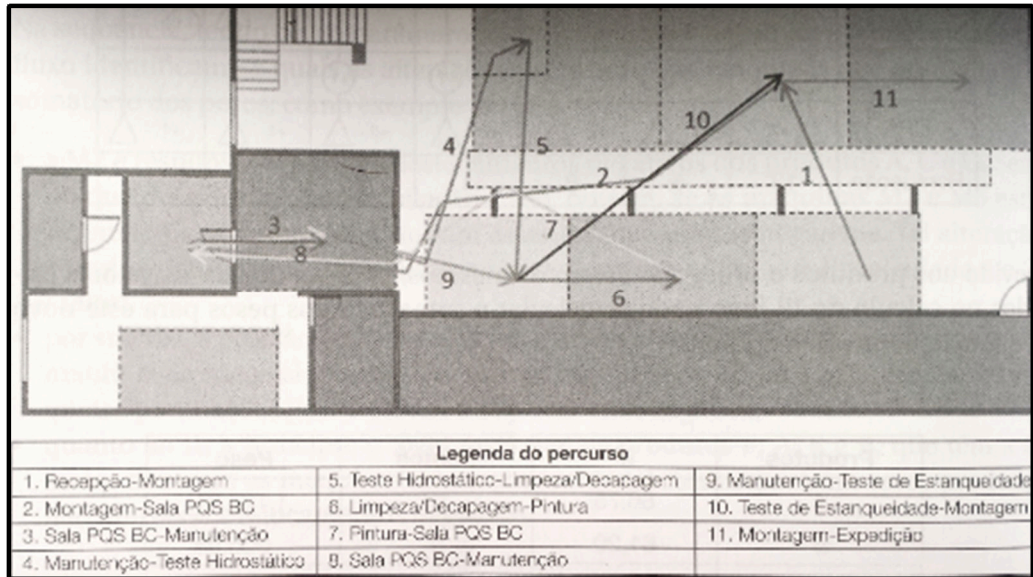 4
5
10
11
2
1
3
7
8
9
6
Legenda do percurso
1. Recepção-Montagem
5. Teste Hidrostático-Limpeza/Decapagem
9. Manutenção-Teste de Estanqueidade
2. Montagem-Sala PQS BC
6. Limpeza/Decapagem-Pintura
10. Teste de Estanqueidade-Montagem
3. Sala PQS BC-Manutenção
7. Pintura-Sala PQS BC
11. Montagem-Expedição
4. Manutenção-Teste Hidrostático
8. Sala PQS BC-Manutenção